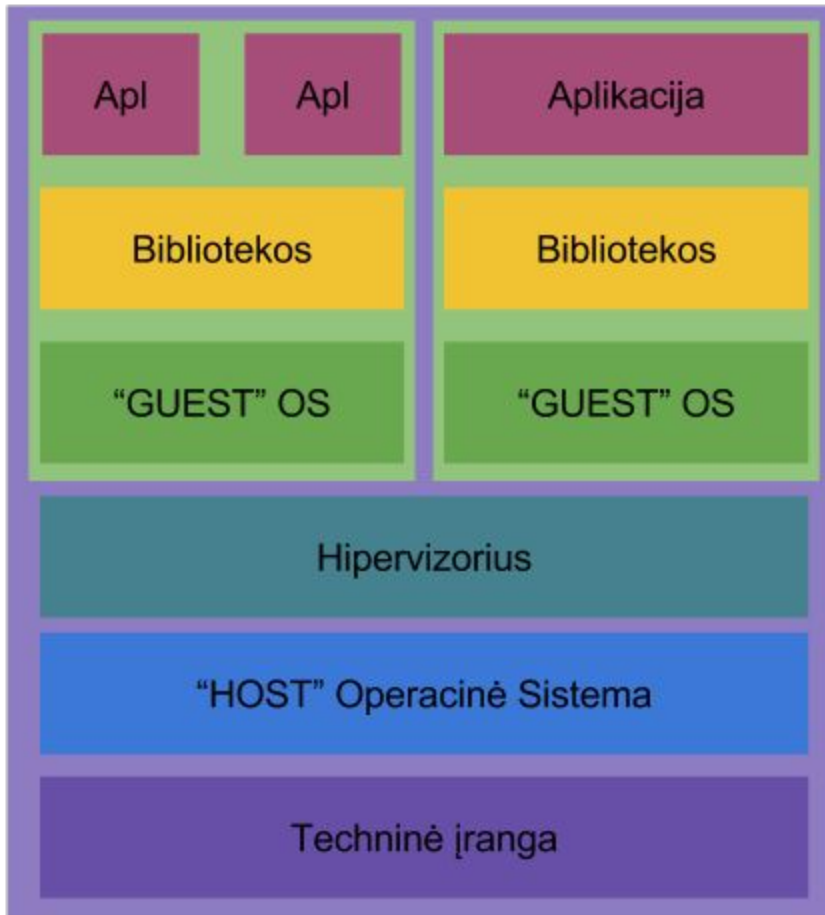 Apl
Apl
Aplikacija
Bibliotekos
Bibliotekos
“GUEST” OS
“GUEST” OS
Hipervizorius
“HOST” Operacinė Sistema
Techninė įranga